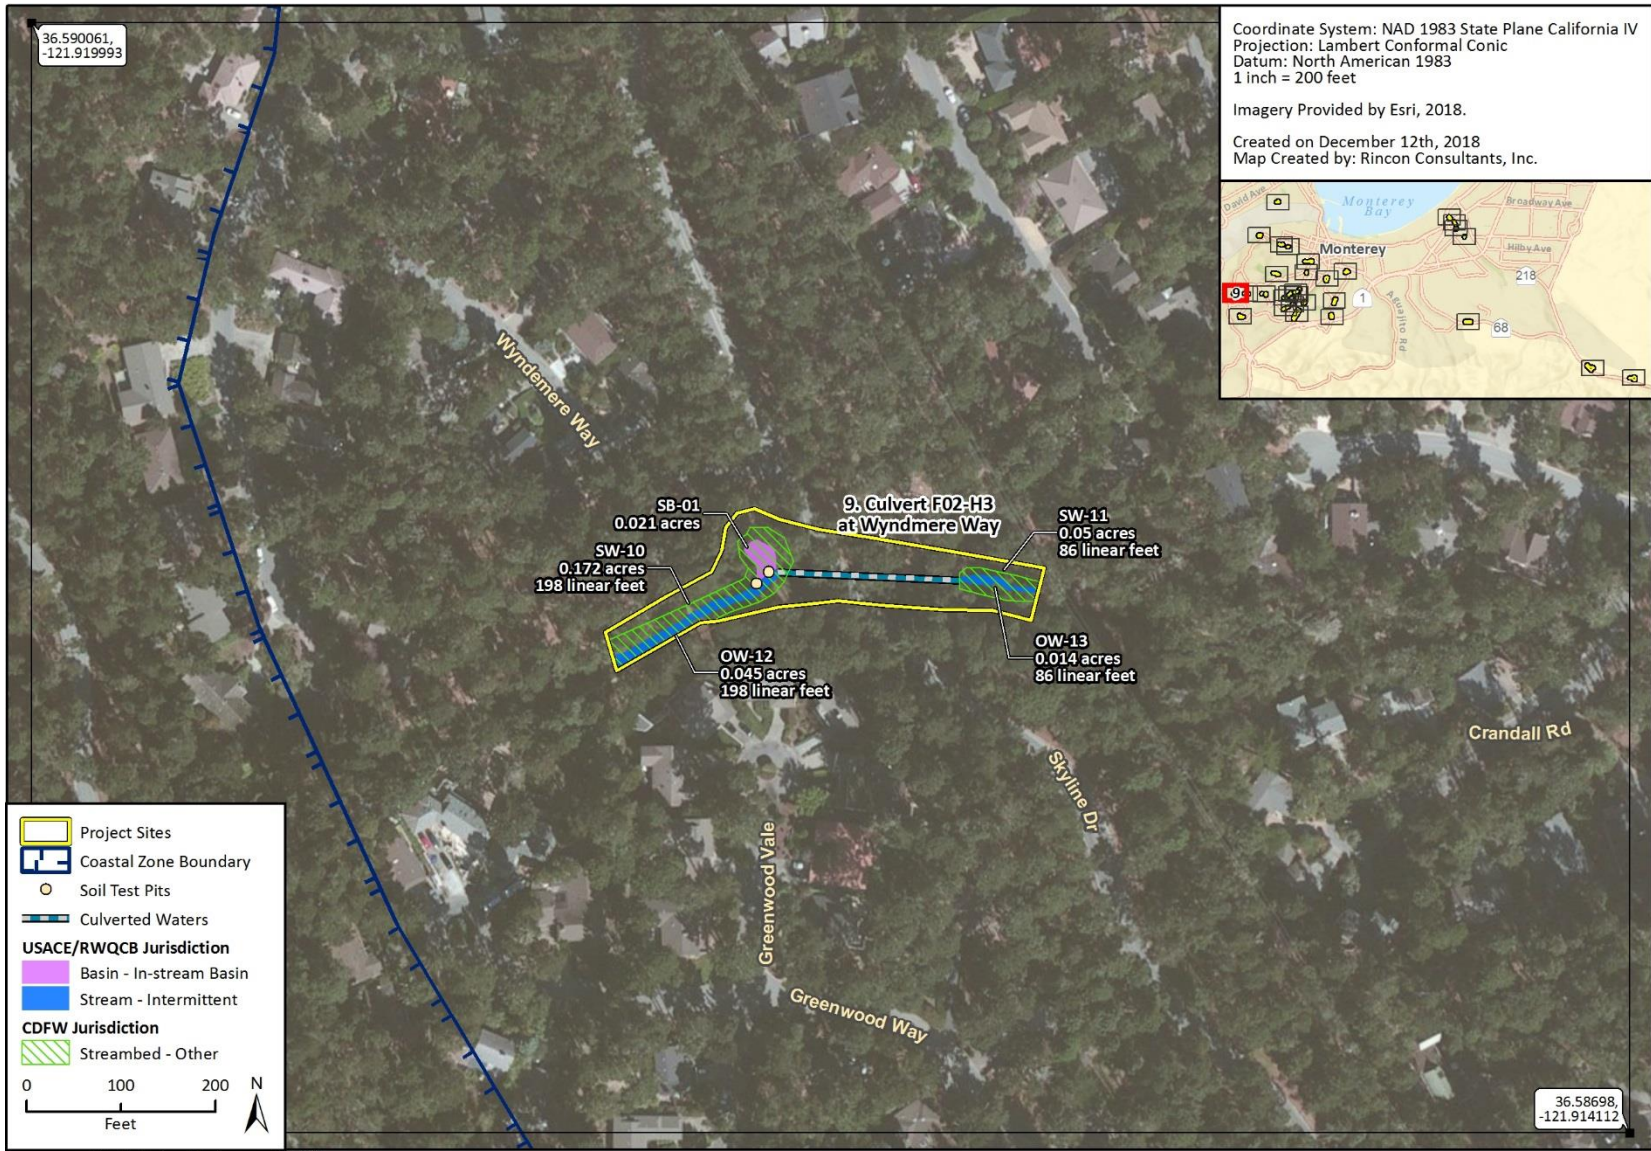 36.590061,
-121.919993
Coordinate System: NAD 1983 State Plane California IV
Projection: Lambert Conformal Conic
Datum: North American 1983
1 inch = 200 feet
Imagery Provided by Esri, 2018.
Created on December 12th, 2018
Map Created by: Rincon Consultants, Inc.
David Ave
Monterey
Bay
Broadway Ave
Monterey
Hilby Ave
218
9
1
Aguajito Rd
68
Wyndemere Way
SB-01
0.021 acres
9. Culvert F02-H3
at Wyndmere Way
SW-11
0.05 acres
86 linear feet
SW-10
0.172 acres
198 linear feet
OW-12
0.045 acres
198 linear feet
OW-13
0.014 acres
86 linear feet
Crandall Rd
Skyline Dr
Greenwood Vale
Greenwood Way
Project Sites
Coastal Zone Boundary
Soil Test Pits
Culverted Waters
USACE/RWQCB Jurisdiction
Basin - In-stream Basin
Stream - Intermittent
CDFW Jurisdiction
Streambed - Other
0 100 200
Feet
N
36.58698,
-121.914112